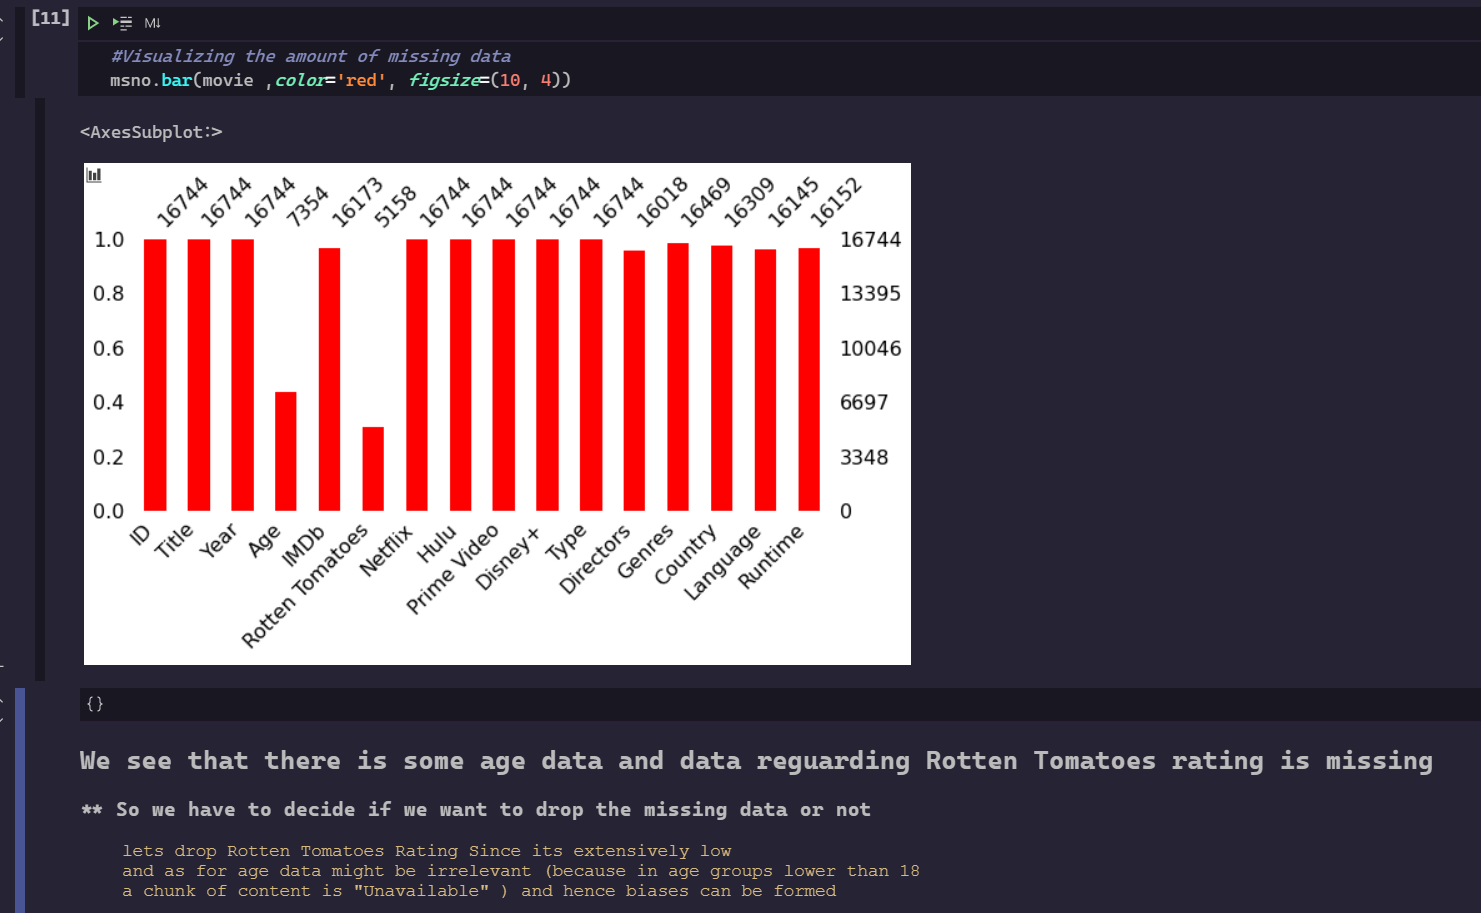 [11]
M↓
#Visualizing the amount of missing data
msno.bar(movie ,color='red', figsize=(10, 4))
<AxesSubplot:>
16744 16744 16744 7354 16173 5158 16744 16744 16744 16744 16744 16018 16469 16309 16145 16152
1.0 16744
0.8 13395
0.6 10046
0.4 6697
0.2 3348
0.0 0
ID Title Year Age IMDb Rotten Tomatoes Netflix Hulu Prime Video Disney+ Type Directors Genres Country Language Runtime
{}
We see that there is some age data and data reguarding Rotten Tomatoes rating is missing
** So we have to decide if we want to drop the missing data or not
lets drop Rotten Tomatoes Rating Since its extensively low
and as for age data might be irrelevant (because in age groups lower than 18
a chunk of content is "Unavailable" ) and hence biases can be formed